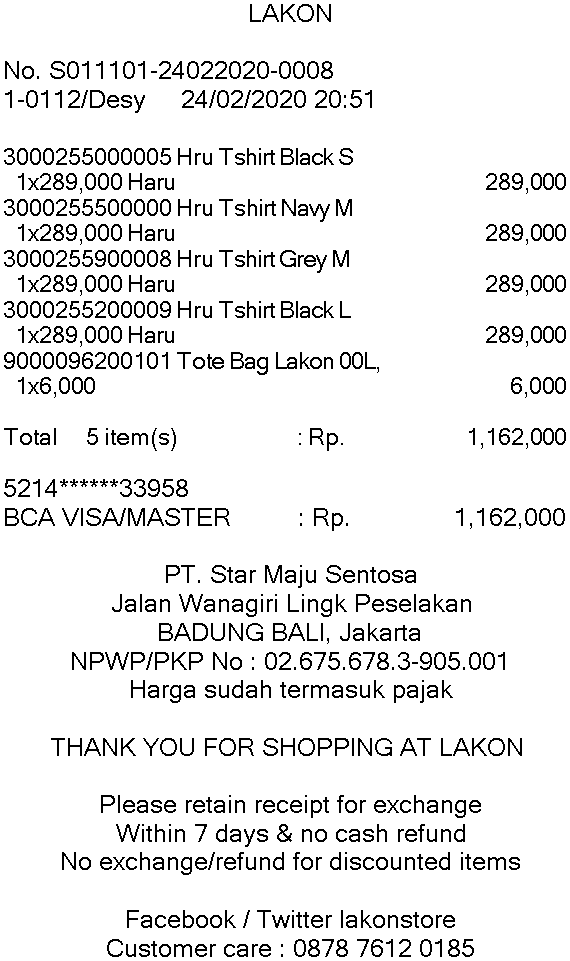 LAKON
No. S011101-24022020-0008
1-0112/Desy 24/02/2020 20:51
3000255000005 Hru Tshirt Black S
1x289,000 Haru 289,000
3000255500000 Hru Tshirt Navy M
1x289,000 Haru 289,000
3000255900008 Hru Tshirt Grey M
1x289,000 Haru 289,000
3000255200009 Hru Tshirt Black L
1x289,000 Haru 289,000
9000096200101 Tote Bag Lakon 00L,
1x6,000 6,000
Total 5 item(s) : Rp. 1,162,000
5214******33958
BCA VISA/MASTER : Rp. 1,162,000
PT. Star Maju Sentosa
Jalan Wanagiri Lingk Peselakan
BADUNG BALI, Jakarta
NPWP/PKP No : 02.675.678.3-905.001
Harga sudah termasuk pajak
THANK YOU FOR SHOPPING AT LAKON
Please retain receipt for exchange
Within 7 days & no cash refund
No exchange/refund for discounted items
Facebook / Twitter lakonstore
Customer care : 0878 7612 0185